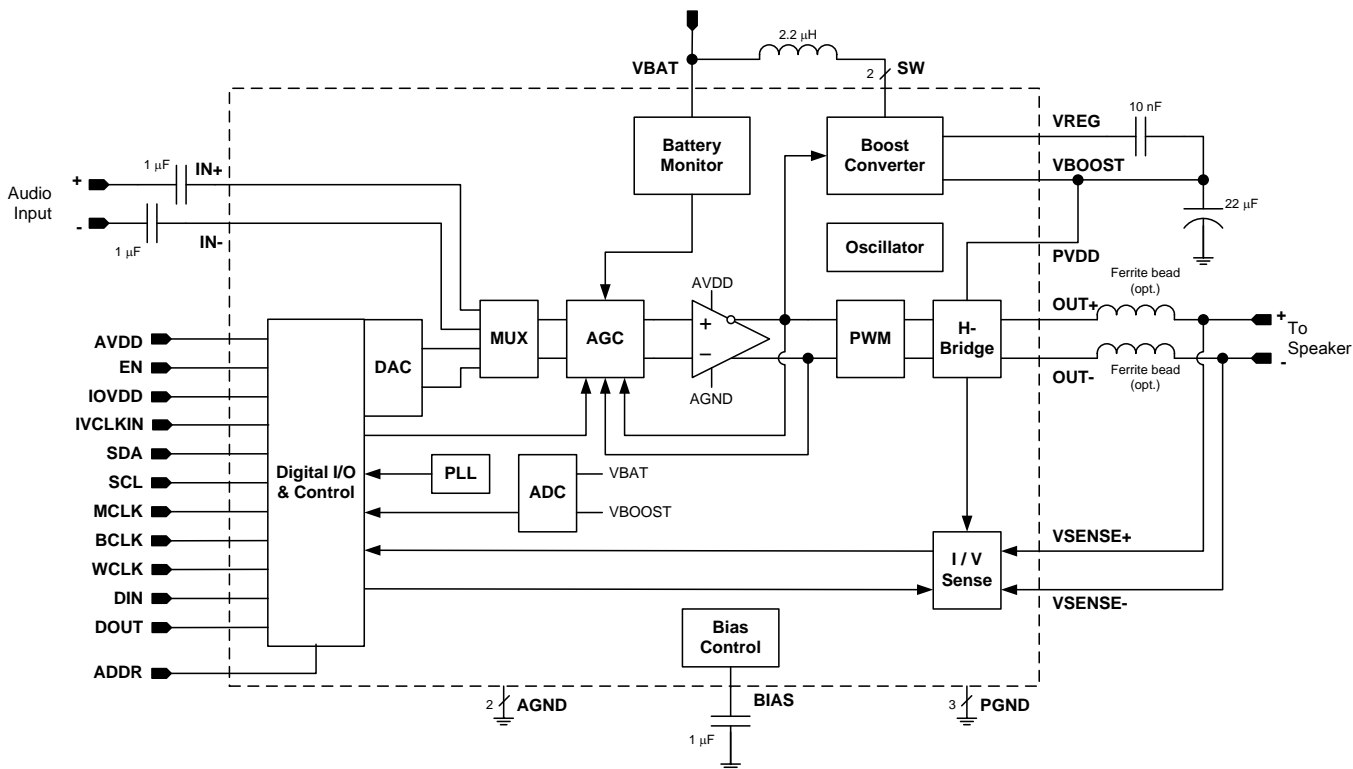 2.2 μH
VBAT
2
SW
10 nF
VREG
Battery
Monitor
Boost
Converter
VBOOST
1 μF
IN+
+
Audio
Input
-
IN-
1 μF
22 μF
Oscillator
PVDD
AVDD
Ferrite bead
(opt.)
OUT+
+
To
Speaker
-
MUX
AGC
+
−
PWM
H-
Bridge
OUT-
Ferrite bead
(opt.)
AGND
DAC
AVDD
EN
IOVDD
IVCLKIN
SDA
SCL
MCLK
BCLK
WCLK
DIN
DOUT
ADDR
Digital I/O
& Control
PLL
ADC
VBAT
VBOOST
I / V
Sense
VSENSE+
VSENSE-
Bias
Control
2
AGND
BIAS
1 μF
3
PGND